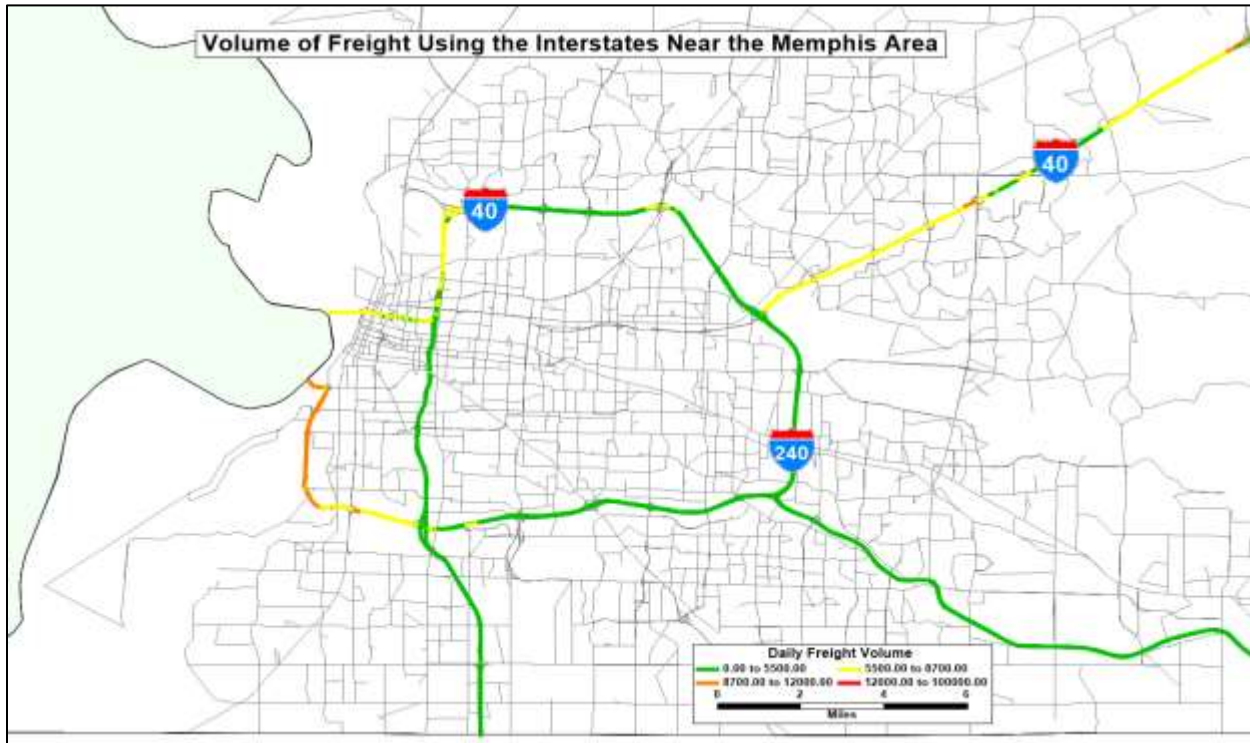 Volume of Freight Using the Interstates Near the Memphis Area
40
40
240
Daily Freight Volume
0.00 to 5500.00 5500.00 to 8700.00
8700.00 to 12000.00 12000.00 to 100000.00
0 2 4 6
Miles